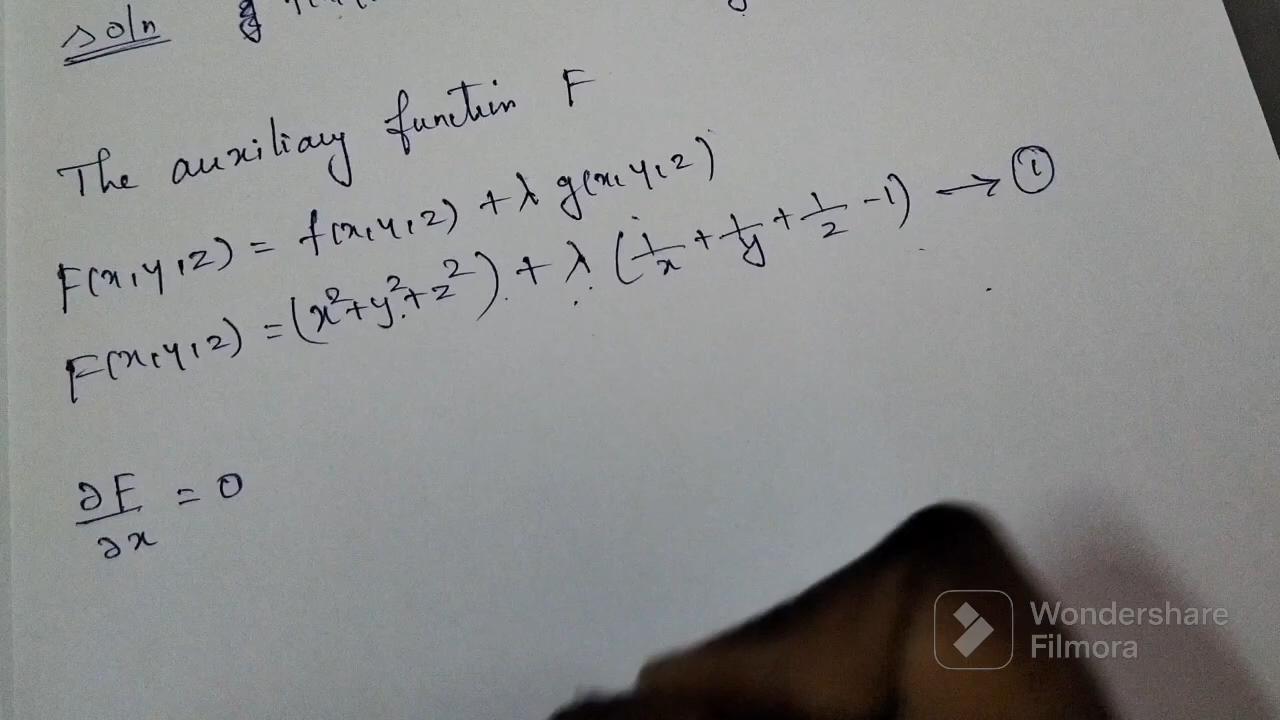 soln
The auxiliary function F
F(x,y,z) = f(x,y,z) + λ g(x,y,z)
F(x,y,z) = (x²+y²+z²) + λ (1/x + 1/y + 1/z - 1) → ①
∂F/∂x = 0
Wondershare
Filmora